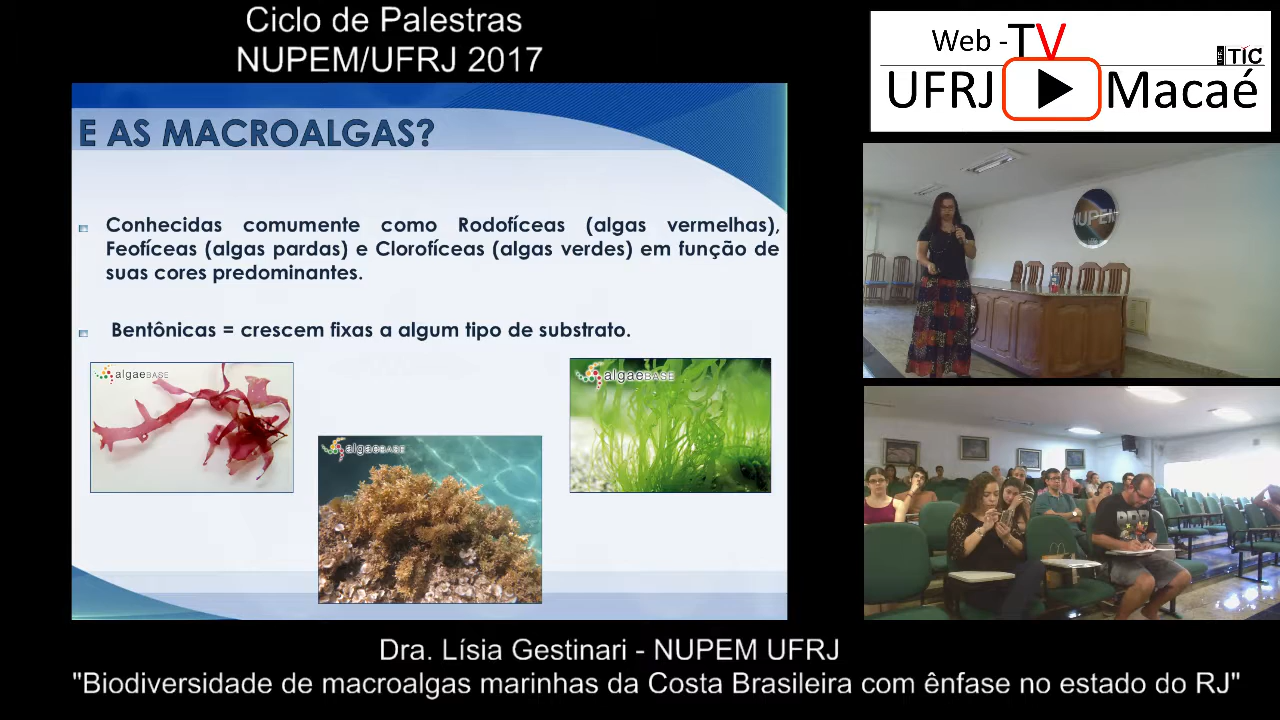 Ciclo de Palestras
NUPEM/UFRJ 2017
Web - TV
TIC
UFRJ Macaé
E AS MACROALGAS?
Conhecidas comumente como Rodofíceas (algas vermelhas),
Feofíceas (algas pardas) e Clorofíceas (algas verdes) em função de
suas cores predominantes.
Bentônicas = crescem fixas a algum tipo de substrato.
algaeBASE
algaeBASE
algaeBASE
NUPEM
Dra. Lísia Gestinari - NUPEM UFRJ
"Biodiversidade de macroalgas marinhas da Costa Brasileira com ênfase no estado do RJ"